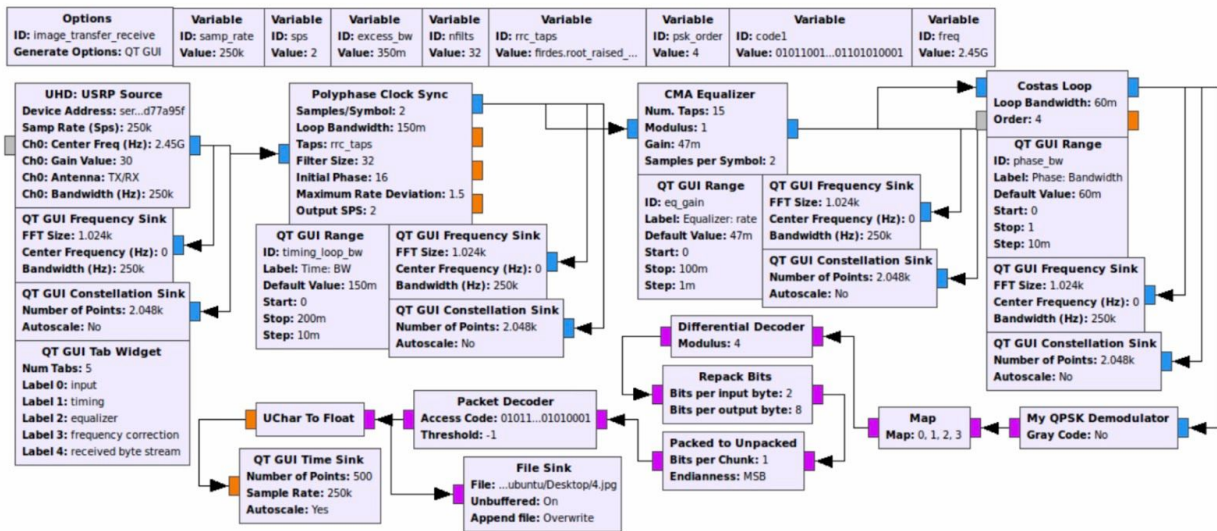 Options
ID: image_transfer_receive
Generate Options: QT GUI
Variable
ID: samp_rate
Value: 250k
Variable
ID: sps
Value: 2
Variable
ID: excess_bw
Value: 350m
Variable
ID: nfilts
Value: 32
Variable
ID: rrc_taps
Value: firdes.root_raised_...
Variable
ID: psk_order
Value: 4
Variable
ID: code1
Value: 01011001...01101010001
Variable
ID: freq
Value: 2.45G
UHD: USRP Source
Device Address: ser...d77a95f
Samp Rate (Sps): 250k
Ch0: Center Freq (Hz): 2.45G
Ch0: Gain Value: 30
Ch0: Antenna: TX/RX
Ch0: Bandwidth (Hz): 250k
QT GUI Frequency Sink
FFT Size: 1.024k
Center Frequency (Hz): 0
Bandwidth (Hz): 250k
QT GUI Constellation Sink
Number of Points: 2.048k
Autoscale: No
QT GUI Tab Widget
Num Tabs: 5
Label 0: input
Label 1: timing
Label 2: equalizer
Label 3: frequency correction
Label 4: received byte stream
Polyphase Clock Sync
Samples/Symbol: 2
Loop Bandwidth: 150m
Taps: rrc_taps
Filter Size: 32
Initial Phase: 16
Maximum Rate Deviation: 1.5
Output SPS: 2
QT GUI Range
ID: timing_loop_bw
Label: Time: BW
Default Value: 150m
Start: 0
Stop: 200m
Step: 10m
QT GUI Frequency Sink
FFT Size: 1.024k
Center Frequency (Hz): 0
Bandwidth (Hz): 250k
QT GUI Constellation Sink
Number of Points: 2.048k
Autoscale: No
CMA Equalizer
Num. Taps: 15
Modulus: 1
Gain: 47m
Samples per Symbol: 2
QT GUI Range
ID: eq_gain
Label: Equalizer: rate
Default Value: 47m
Start: 0
Stop: 100m
Step: 1m
QT GUI Frequency Sink
FFT Size: 1.024k
Center Frequency (Hz): 0
Bandwidth (Hz): 250k
QT GUI Constellation Sink
Number of Points: 2.048k
Autoscale: No
Costas Loop
Loop Bandwidth: 60m
Order: 4
QT GUI Range
ID: phase_bw
Label: Phase: Bandwidth
Default Value: 60m
Start: 0
Stop: 1
Step: 10m
QT GUI Frequency Sink
FFT Size: 1.024k
Center Frequency (Hz): 0
Bandwidth (Hz): 250k
QT GUI Constellation Sink
Number of Points: 2.048k
Autoscale: No
My QPSK Demodulator
Gray Code: No
Map
Map: 0, 1, 2, 3
Differential Decoder
Modulus: 4
Repack Bits
Bits per input byte: 2
Bits per output byte: 8
Packed to Unpacked
Bits per Chunk: 1
Endianness: MSB
Packet Decoder
Access Code: 01011...01010001
Threshold: -1
UChar To Float
QT GUI Time Sink
Number of Points: 500
Sample Rate: 250k
Autoscale: Yes
File Sink
File: ...ubuntu/Desktop/4.jpg
Unbuffered: On
Append file: Overwrite